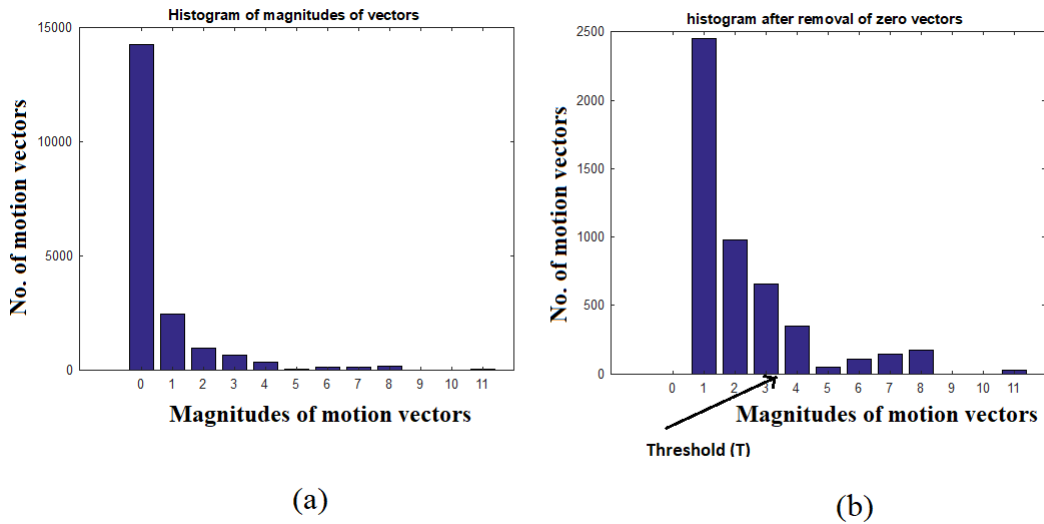 Histogram of magnitudes of vectors
15000
10000
5000
0
No. of motion vectors
0 1 2 3 4 5 6 7 8 9 10 11
Magnitudes of motion vectors
(a)
histogram after removal of zero vectors
2500
2000
1500
1000
500
0
No. of motion vectors
0 1 2 3 4 5 6 7 8 9 10 11
Magnitudes of motion vectors
Threshold (T)
(b)